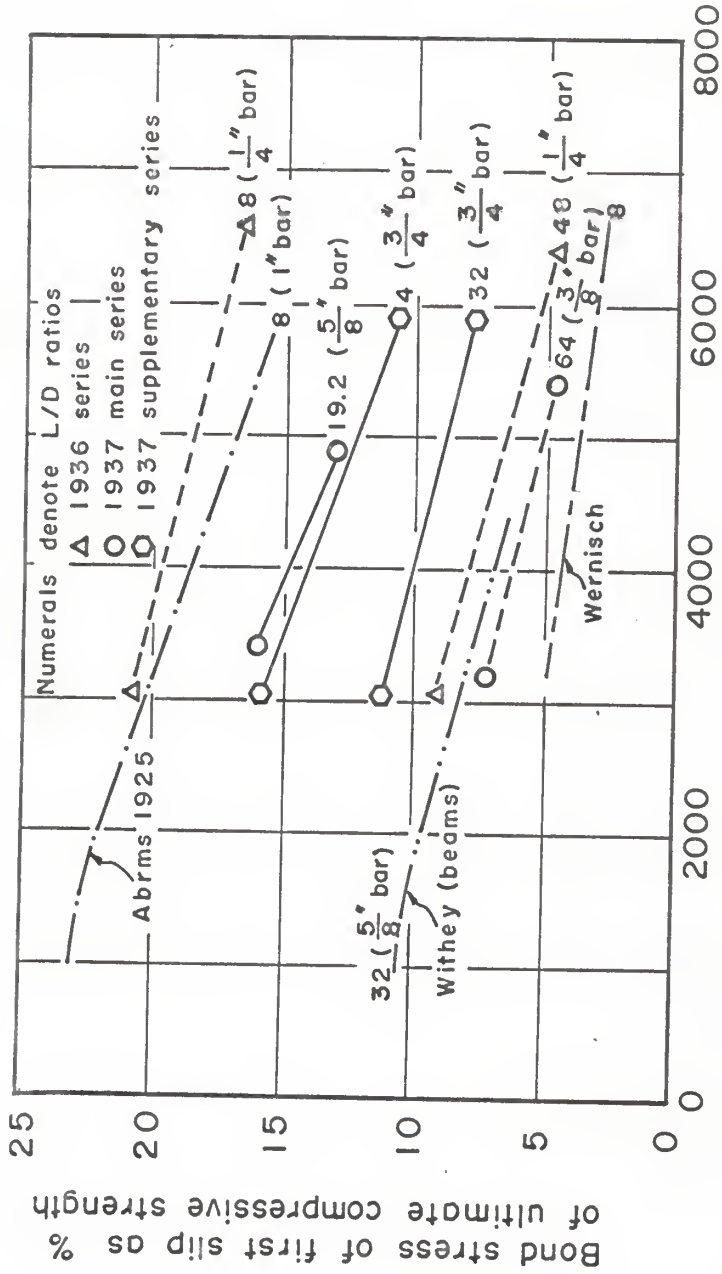 Bond stress of first slip as %
of ultimate compressive strength
25
20
15
10
5
0
0
2000
4000
6000
8000
Numerals denote L/D ratios
△ 1936 series
○ 1937 main series
⬡ 1937 supplementary series
Abrms 1925
8 (1/4" bar)
8 (1" bar)
19.2 (5/8" bar)
4 (3/4" bar)
32 (3/4" bar)
48 (1/4" bar)
64 (3/8" bar)
8
32 (5/8" bar)
Withey (beams)
Wernisch